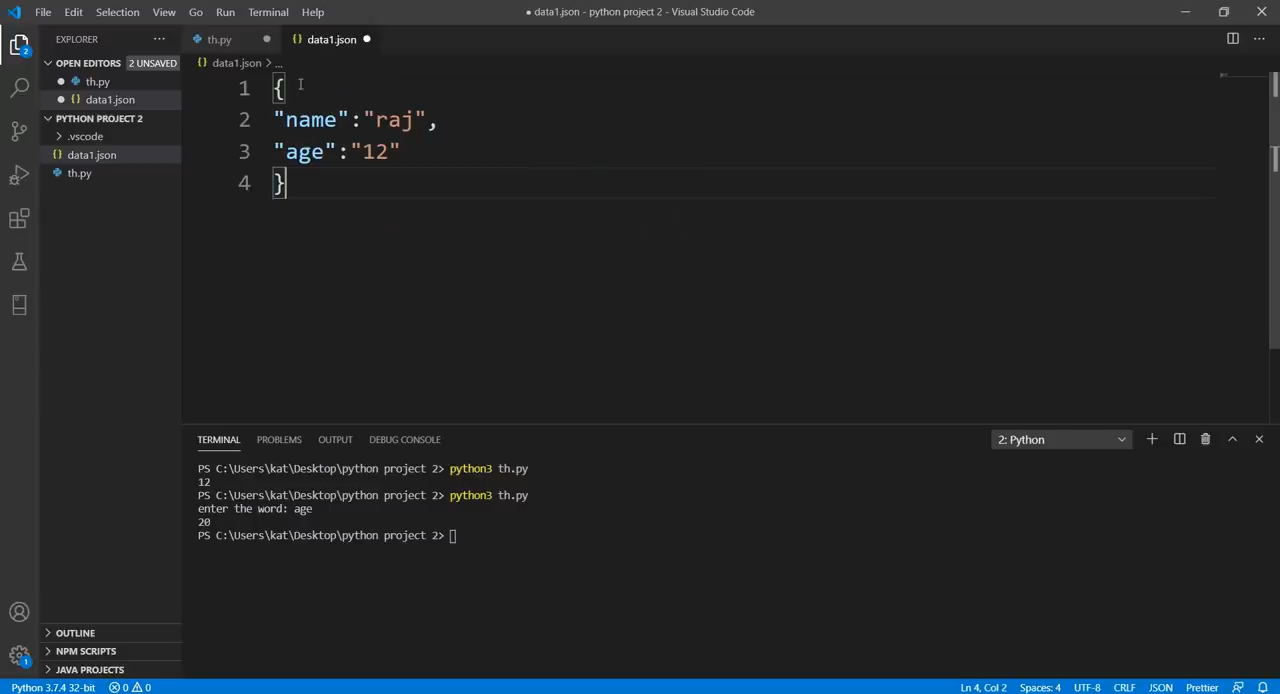 File Edit Selection View Go Run Terminal Help
● data1.json - python project 2 - Visual Studio Code
EXPLORER ···
OPEN EDITORS 2 UNSAVED
● th.py
● {} data1.json
PYTHON PROJECT 2
> .vscode
{} data1.json
th.py
OUTLINE
NPM SCRIPTS
JAVA PROJECTS
2
1
th.py ● {} data1.json ●
{} data1.json > ...
1 {
2 "name":"raj",
3 "age":"12"
4 }
TERMINAL PROBLEMS OUTPUT DEBUG CONSOLE 2: Python
PS C:\Users\kat\Desktop\python project 2> python3 th.py
12
PS C:\Users\kat\Desktop\python project 2> python3 th.py
enter the word: age
20
PS C:\Users\kat\Desktop\python project 2>
Python 3.7.4 32-bit 0 0 Ln 4, Col 2 Spaces: 4 UTF-8 CRLF JSON Prettier